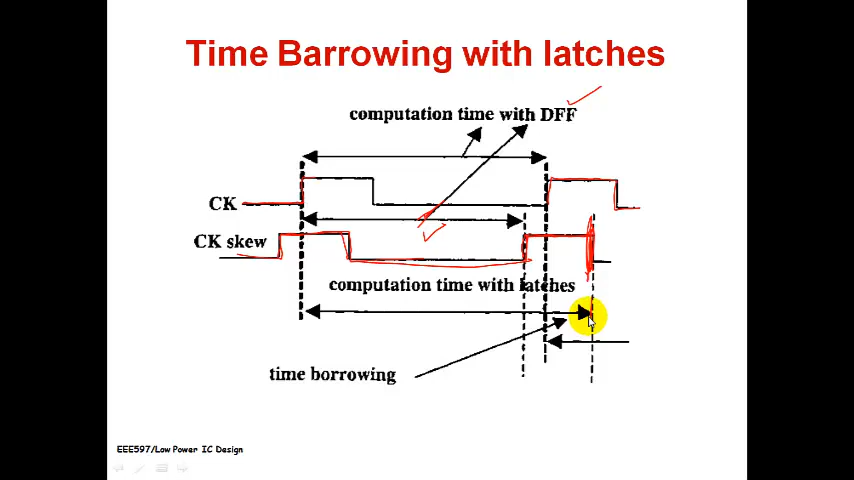 Time Barrowing with latches
computation time with DFF
CK
CK skew
computation time with latches
time borrowing
EEE597/Low Power IC Design